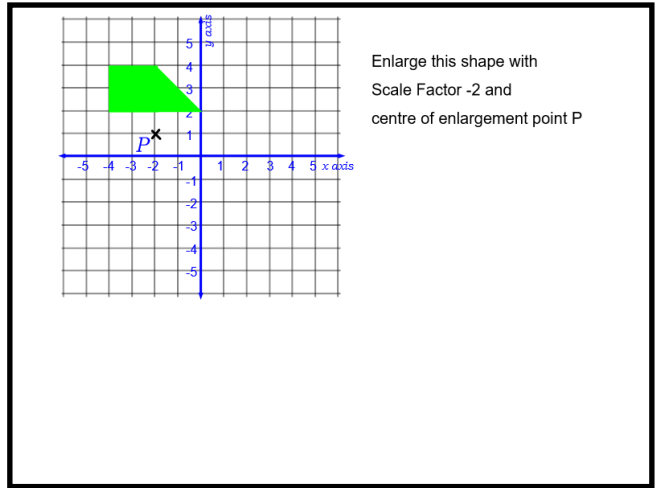 y axis
5
4
3
2
1
P
-5 -4 -3 -2 -1 1 2 3 4 5 x axis
-1
-2
-3
-4
-5
Enlarge this shape with
Scale Factor -2 and
centre of enlargement point P